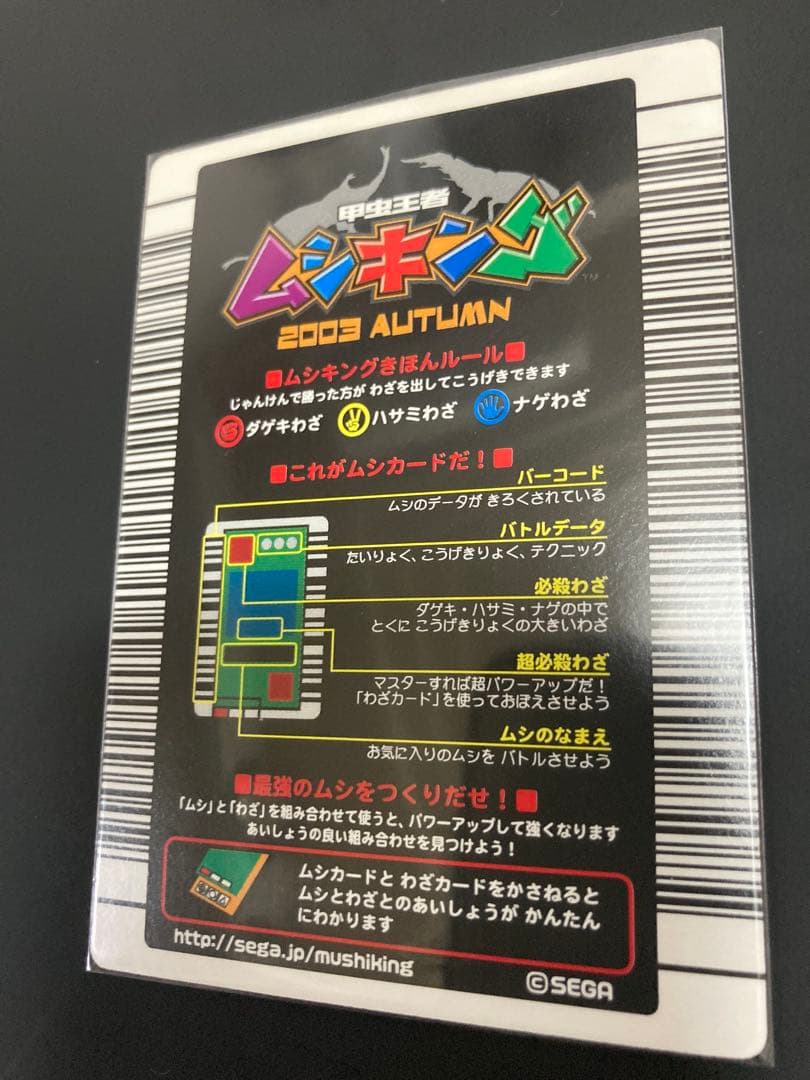 甲虫王者
ムシキング
TM
2003 AUTUMN
■ムシキングきほんルール■
じゃんけんで勝った方が わざを出してこうげきできます
ダゲキわざ ハサミわざ ナゲわざ
■これがムシカードだ！■
バーコード
ムシのデータが きろくされている
バトルデータ
たいりょく、こうげきりょく、テクニック
必殺わざ
ダゲキ・ハサミ・ナゲの中で
とくに こうげきりょくの大きいわざ
超必殺わざ
マスターすれば超パワーアップだ！
「わざカード」を使っておぼえさせよう
ムシのなまえ
お気に入りのムシを バトルさせよう
■最強のムシをつくりだせ！■
「ムシ」と「わざ」を組み合わせて使うと、パワーアップして強くなります
あいしょうの良い組み合わせを見つけよう！
ムシカードと わざカードをかさねると
ムシとわざとのあいしょうが かんたん
にわかります
http://sega.jp/mushiking
©SEGA